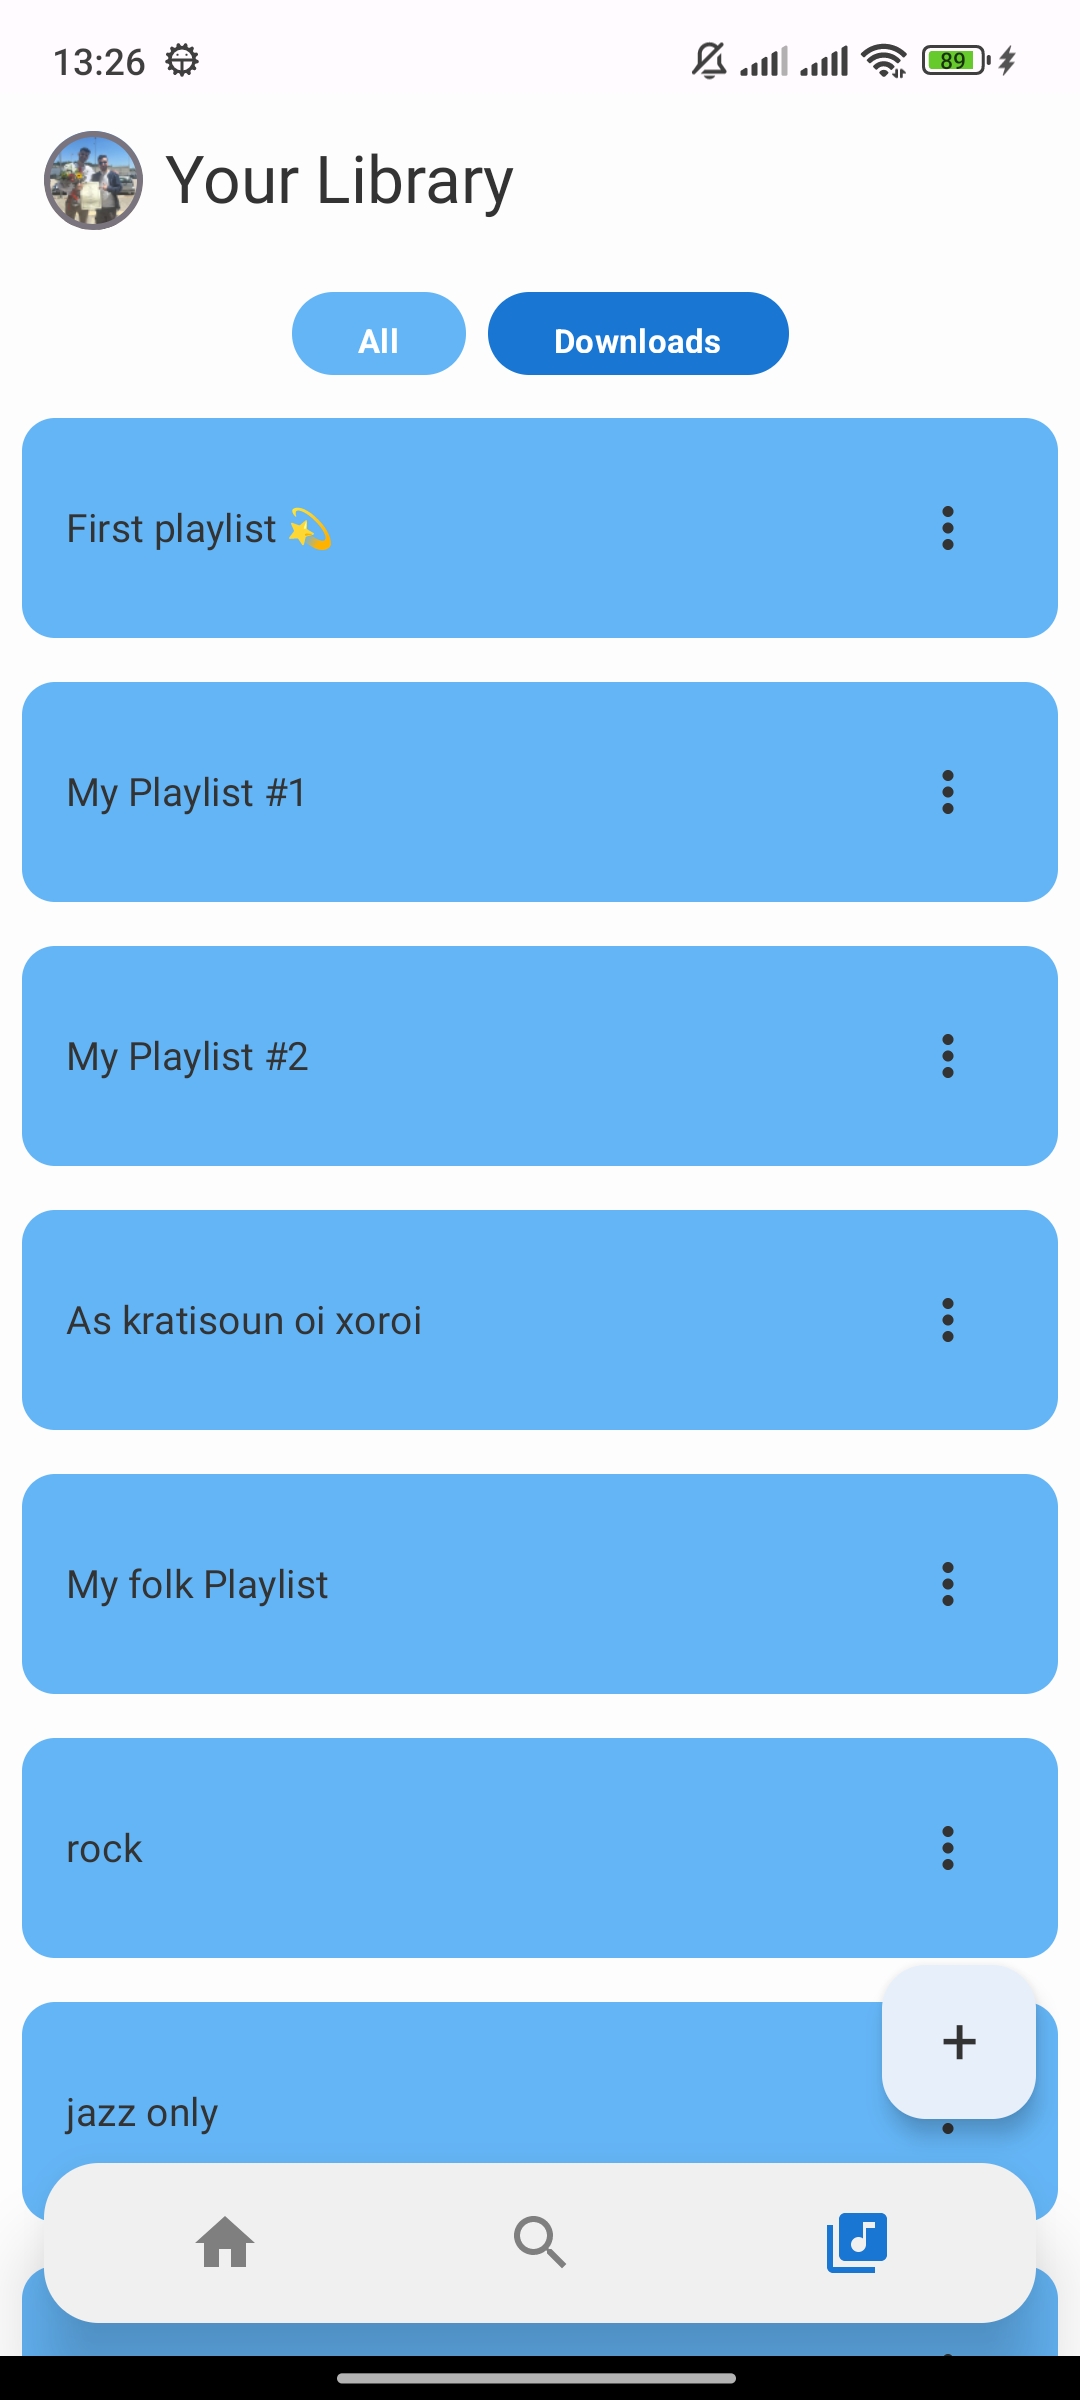 13:26
89
Your Library
All
Downloads
First playlist 💫
My Playlist #1
My Playlist #2
As kratisoun oi xoroi
My folk Playlist
rock
jazz only